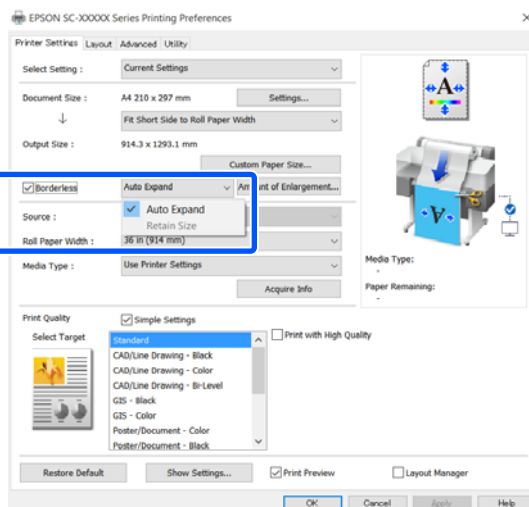 EPSON SC-XXXXX Series Printing Preferences
Printer Settings Layout Advanced Utility
Select Setting : Current Settings
Document Size : A4 210 x 297 mm Settings...
Fit Short Side to Roll Paper Width
Output Size : 914.3 x 1293.1 mm
Custom Paper Size...
Borderless Auto Expand Amount of Enlargement...
Auto Expand
Source :
Retain Size
Roll Paper Width : 36 in (914 mm)
Media Type : Use Printer Settings
Acquire Info
A
A
Media Type:
-
Paper Remaining:
-
Print Quality Simple Settings
Select Target
Standard
CAD/Line Drawing - Black
CAD/Line Drawing - Color
CAD/Line Drawing - Bi-Level
GIS - Black
GIS - Color
Poster/Document - Color
Poster/Document - Black
Print with High Quality
Restore Default Show Settings... Print Preview Layout Manager
OK Cancel Apply Help